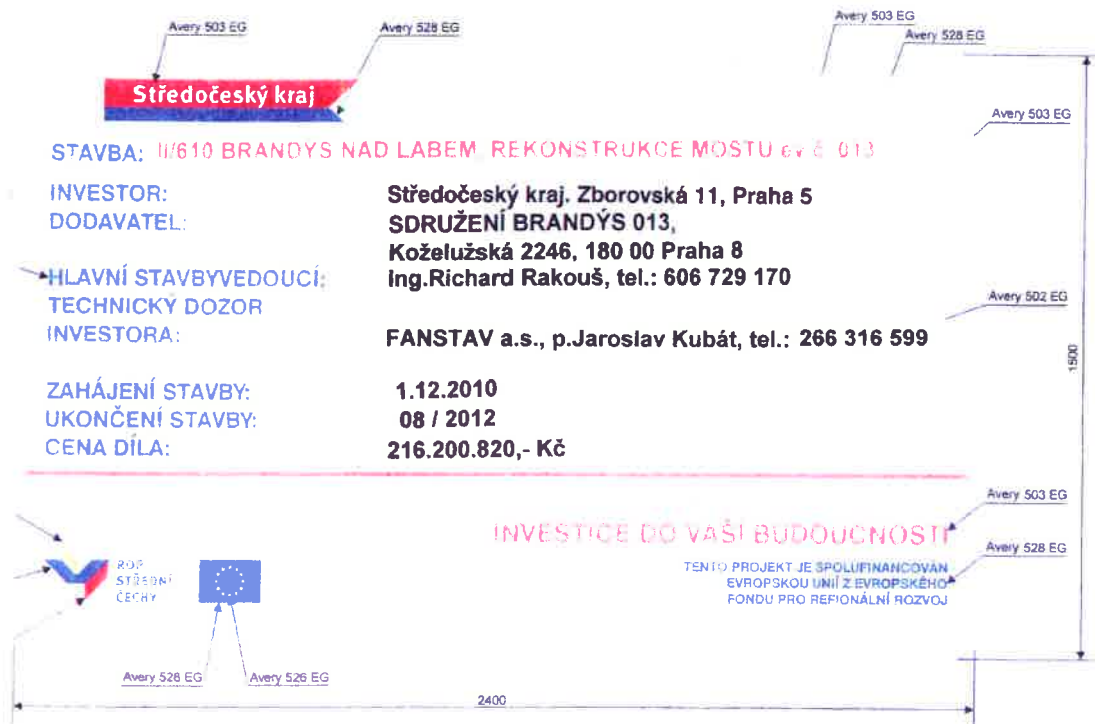 Avery 503 EG
Avery 528 EG
Avery 503 EG
Avery 528 EG
Středočeský kraj
Avery 503 EG
STAVBA: II/610 BRANDYS NAD LABEM REKONSTRUKCE MOSTU ev č. 013
INVESTOR: Středočeský kraj. Zborovská 11, Praha 5
DODAVATEL: SDRUŽENÍ BRANDÝS 013,
Koželužská 2246, 180 00 Praha 8
HLAVNÍ STAVBYVEDOUCÍ: Ing.Richard Rakouš, tel.: 606 729 170
TECHNICKÝ DOZOR
Avery 502 EG
INVESTORA: FANSTAV a.s., p.Jaroslav Kubát, tel.: 266 316 599
1500
ZAHÁJENÍ STAVBY: 1.12.2010
UKONČENÍ STAVBY: 08 / 2012
CENA DÍLA: 216.200.820,- Kč
Avery 503 EG
INVESTICE DO VAŠÍ BUDOUCNOSTI
Avery 528 EG
ROP
STŘEDNÍ
ČECHY
TENTO PROJEKT JE SPOLUFINANCOVÁN
EVROPSKOU UNIÍ Z EVROPSKÉHO
FONDU PRO REFIONÁLNÍ ROZVOJ
Avery 528 EG
Avery 526 EG
2400